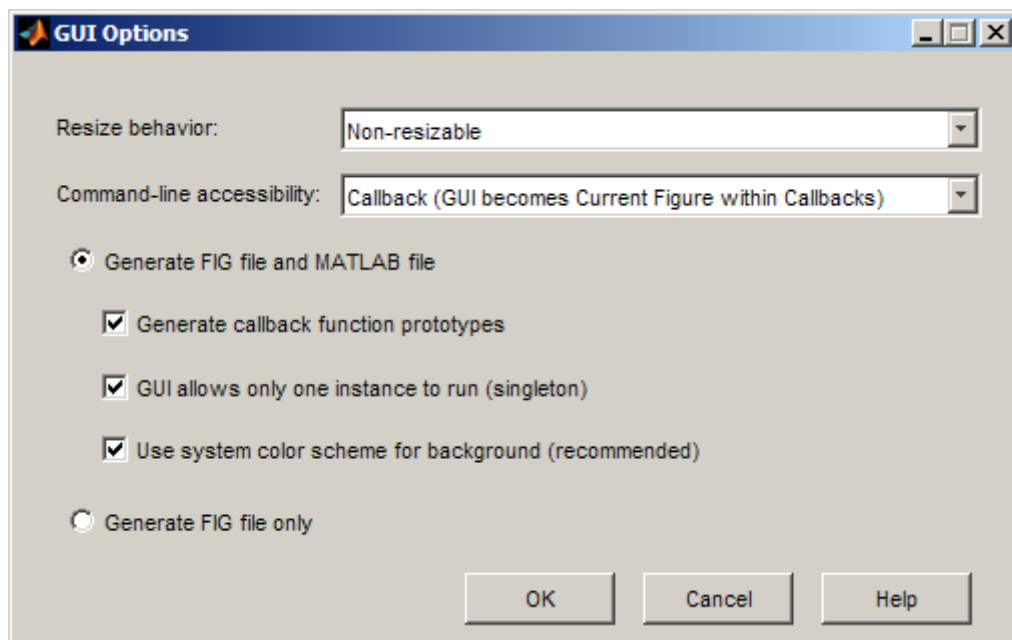 GUI Options
Resize behavior: Non-resizable
Command-line accessibility: Callback (GUI becomes Current Figure within Callbacks)
Generate FIG file and MATLAB file
Generate callback function prototypes
GUI allows only one instance to run (singleton)
Use system color scheme for background (recommended)
Generate FIG file only
OK Cancel Help